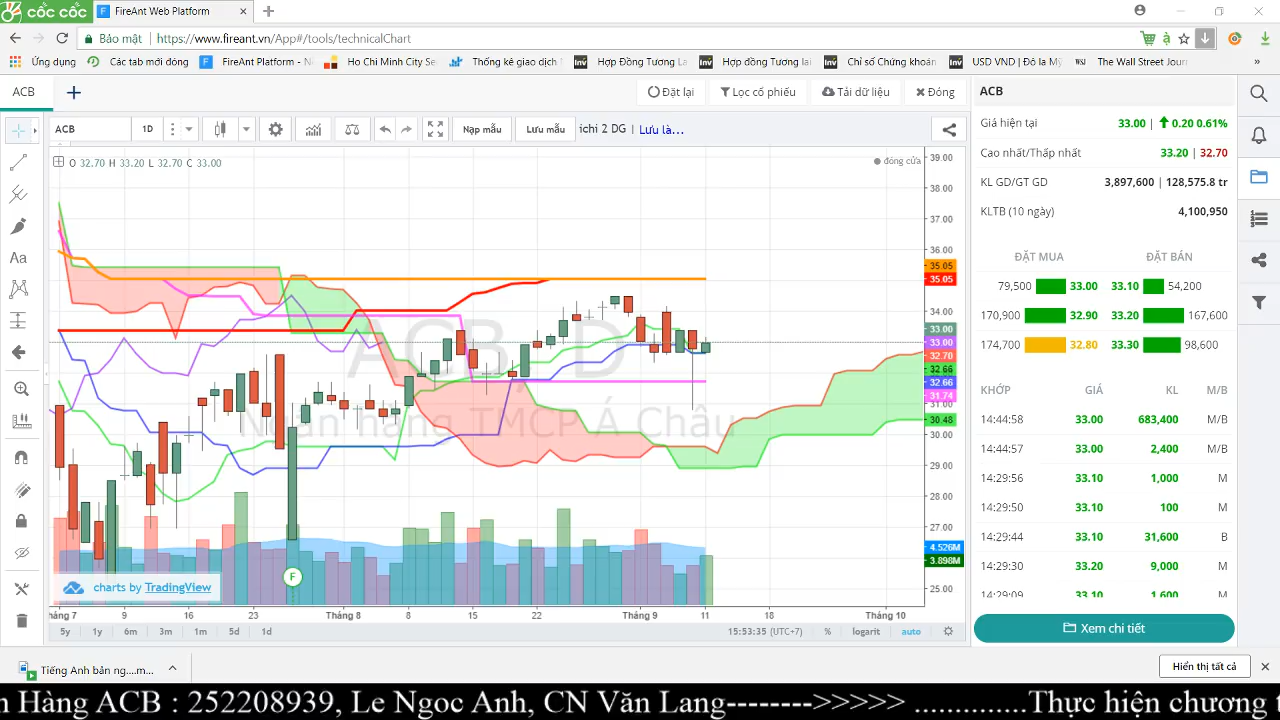 cốc cốc
FireAnt Web Platform
Bảo mật | https://www.fireant.vn/App#/tools/technicalChart
Ứng dụng Các tab mới đóng FireAnt Platform - N Ho Chi Minh City Se Thống kê giao dịch Hợp Đồng Tương La Hợp đồng Tương lai Chỉ số Chứng khoán USD VND | Đô la Mỹ The Wall Street Jour
ACB Đặt lại Lọc cổ phiếu Tải dữ liệu Đóng
ACB 1D Nạp mẫu Lưu mẫu ichi 2 DG | Lưu là...
O 32.70 H 33.20 L 32.70 C 33.00
đóng cửa
ACB, D
Ngân hàng TMCP Á Châu
39.00
38.00
37.00
36.00
35.05
35.05
34.00
33.00
33.00
32.70
32.66
32.66
31.74
31.00
30.48
30.00
29.00
28.00
27.00
4.526M
3.898M
25.00
F
charts by TradingView
háng 7 9 16 23 Tháng 8 8 15 22 Tháng 9 11 18 Tháng 10
5y 1y 6m 3m 1m 5d 1d 15:53:35 (UTC+7) % logarit auto
ACB
Giá hiện tại 33.00 | 0.20 0.61%
Cao nhất/Thấp nhất 33.20 | 32.70
KL GD/GT GD 3,897,600 | 128,575.8 tr
KLTB (10 ngày) 4,100,950
ĐẶT MUA ĐẶT BÁN
79,500 33.00 33.10 54,200
170,900 32.90 33.20 167,600
174,700 32.80 33.30 98,600
KHỚP GIÁ KL M/B
14:44:58 33.00 683,400 M/B
14:44:57 33.00 2,400 M/B
14:29:56 33.10 1,000 M
14:29:50 33.10 100 M
14:29:44 33.10 31,600 B
14:29:30 33.20 9,000 M
14:29:09 33.10 1,600 M
Xem chi tiết
Aa
Tiếng Anh bản ng....m...
Hiển thị tất cả
n Hàng ACB : 252208939, Le Ngoc Anh, CN Văn Lang-------->>>>> .............Thực hiện chương t